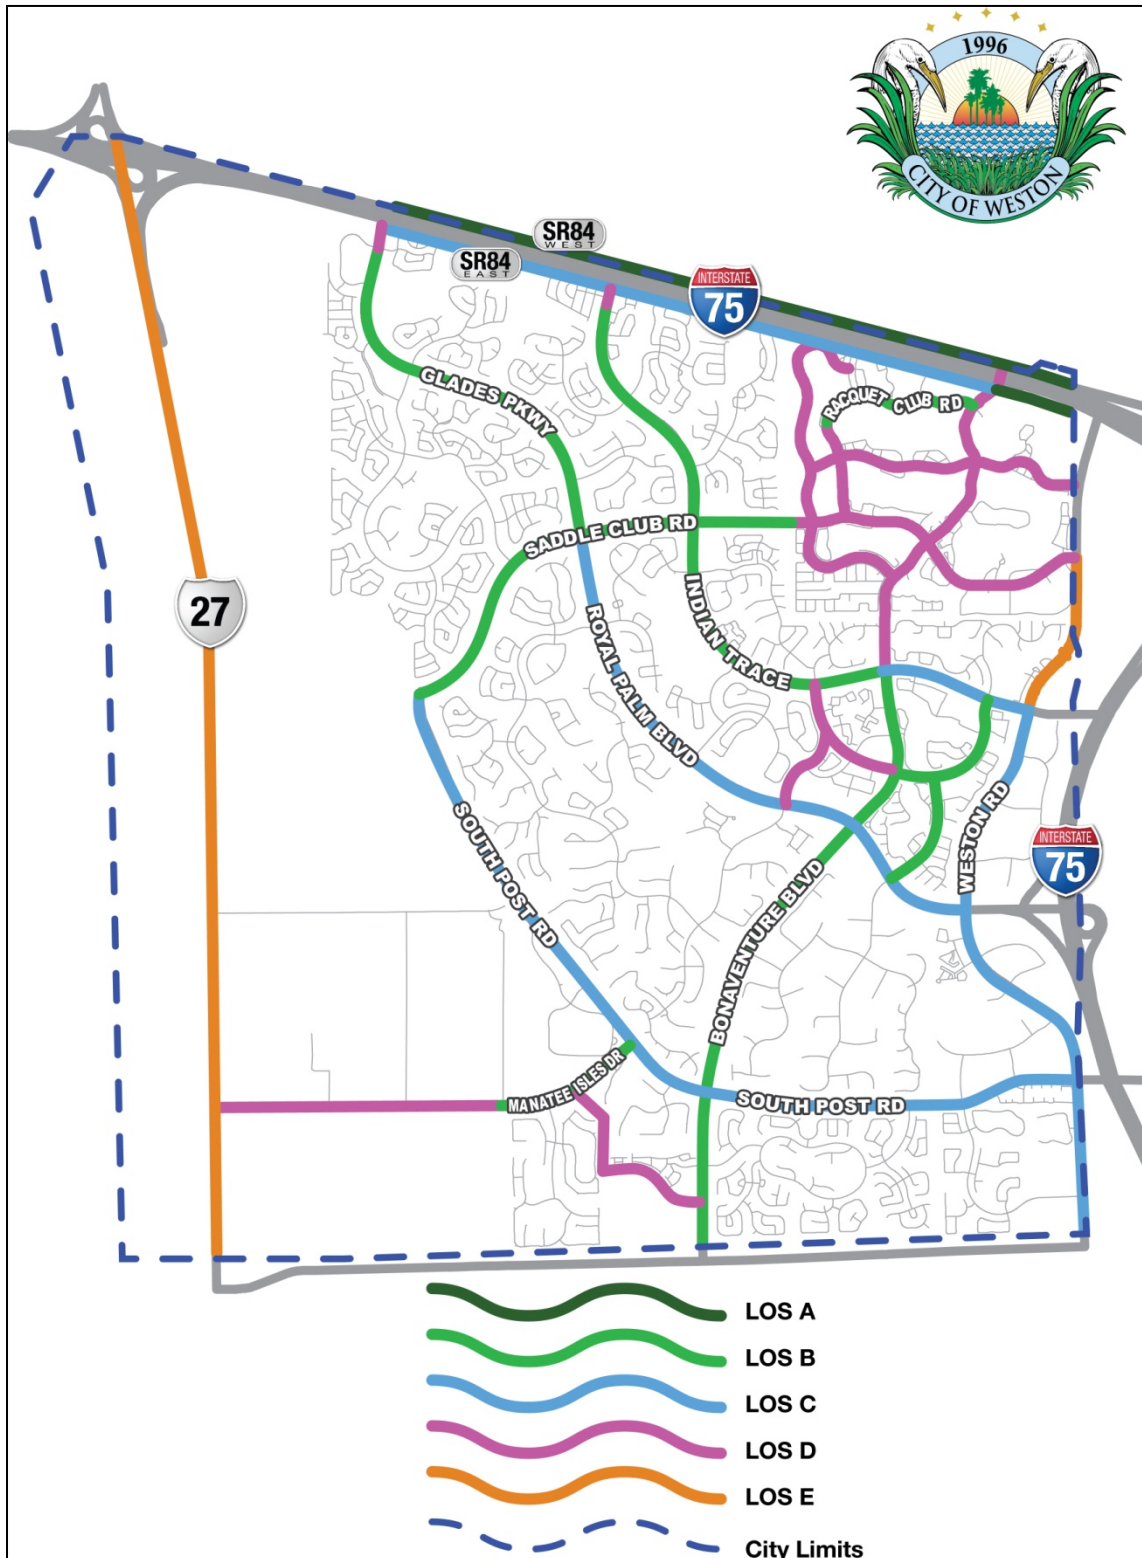 1996
CITY OF WESTON
SR84
WEST
SR84
EAST
INTERSTATE
75
GLADES PKWY
RACQUET CLUB RD
SADDLE CLUB RD
27
INDIAN TRACE
ROYAL PALM BLVD
SOUTH POST RD
WESTON RD
INTERSTATE
75
BONAVENTURE BLVD
MANATEE ISLES DR
SOUTH POST RD
LOS A
LOS B
LOS C
LOS D
LOS E
City Limits